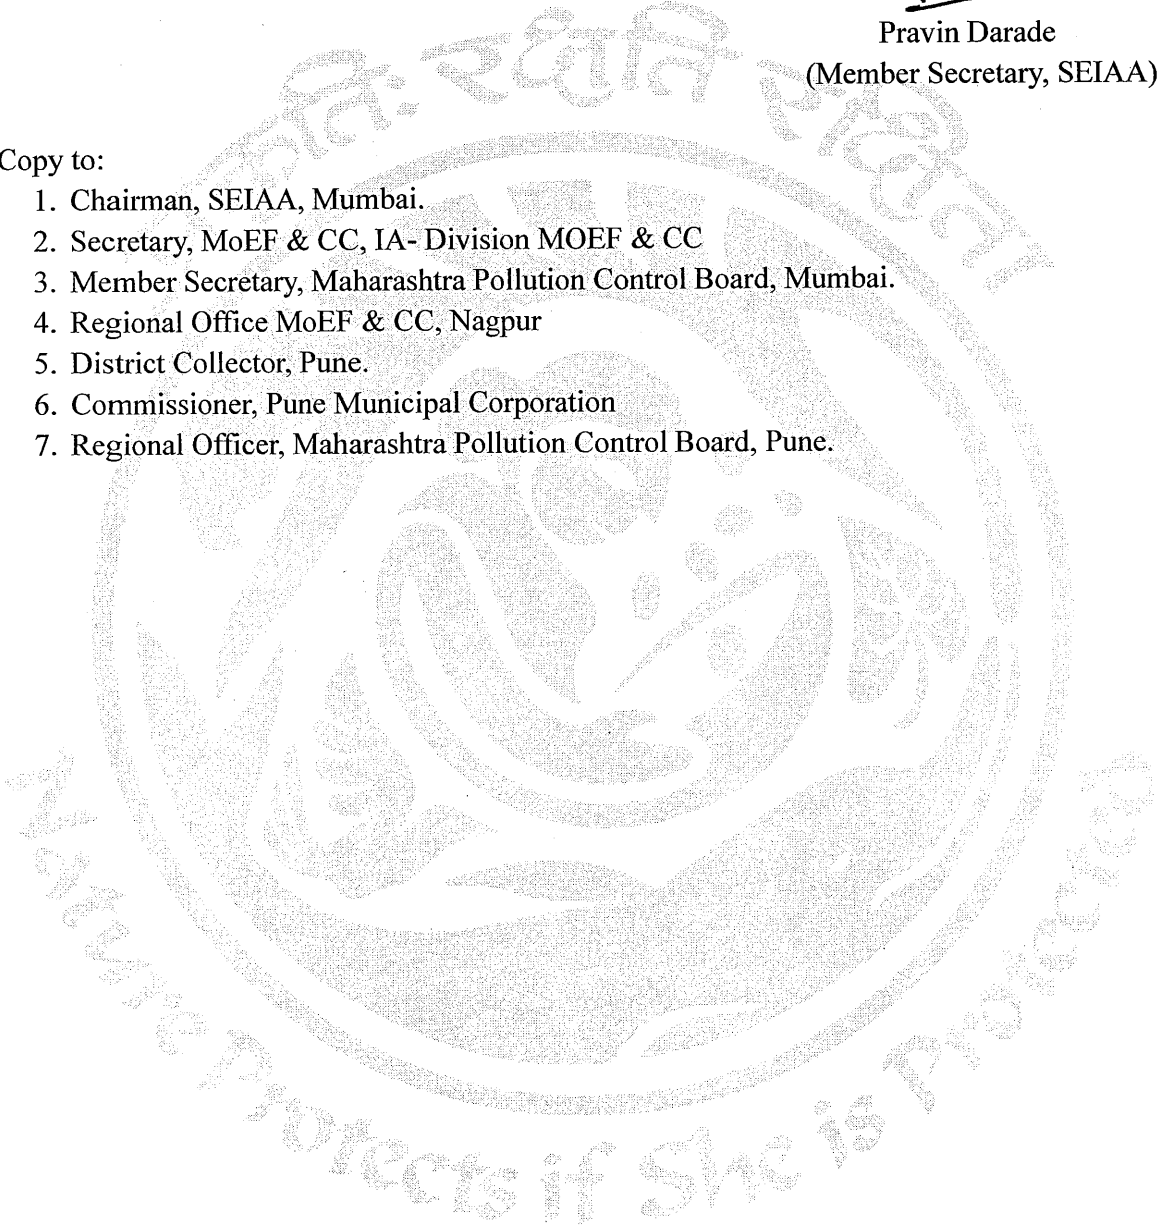 Pravin Darade
(Member Secretary, SEIAA)
Copy to:
1. Chairman, SEIAA, Mumbai.
2. Secretary, MoEF & CC, IA- Division MOEF & CC
3. Member Secretary, Maharashtra Pollution Control Board, Mumbai.
4. Regional Office MoEF & CC, Nagpur
5. District Collector, Pune.
6. Commissioner, Pune Municipal Corporation
7. Regional Officer, Maharashtra Pollution Control Board, Pune.
Nature Protects if She is Protected